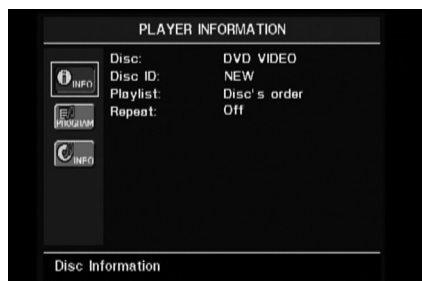 PLAYER INFORMATION
INFO
PROGRAM
INFO
Disc: DVD VIDEO
Disc ID: NEW
Playlist: Disc's order
Repeat: Off
Disc Information